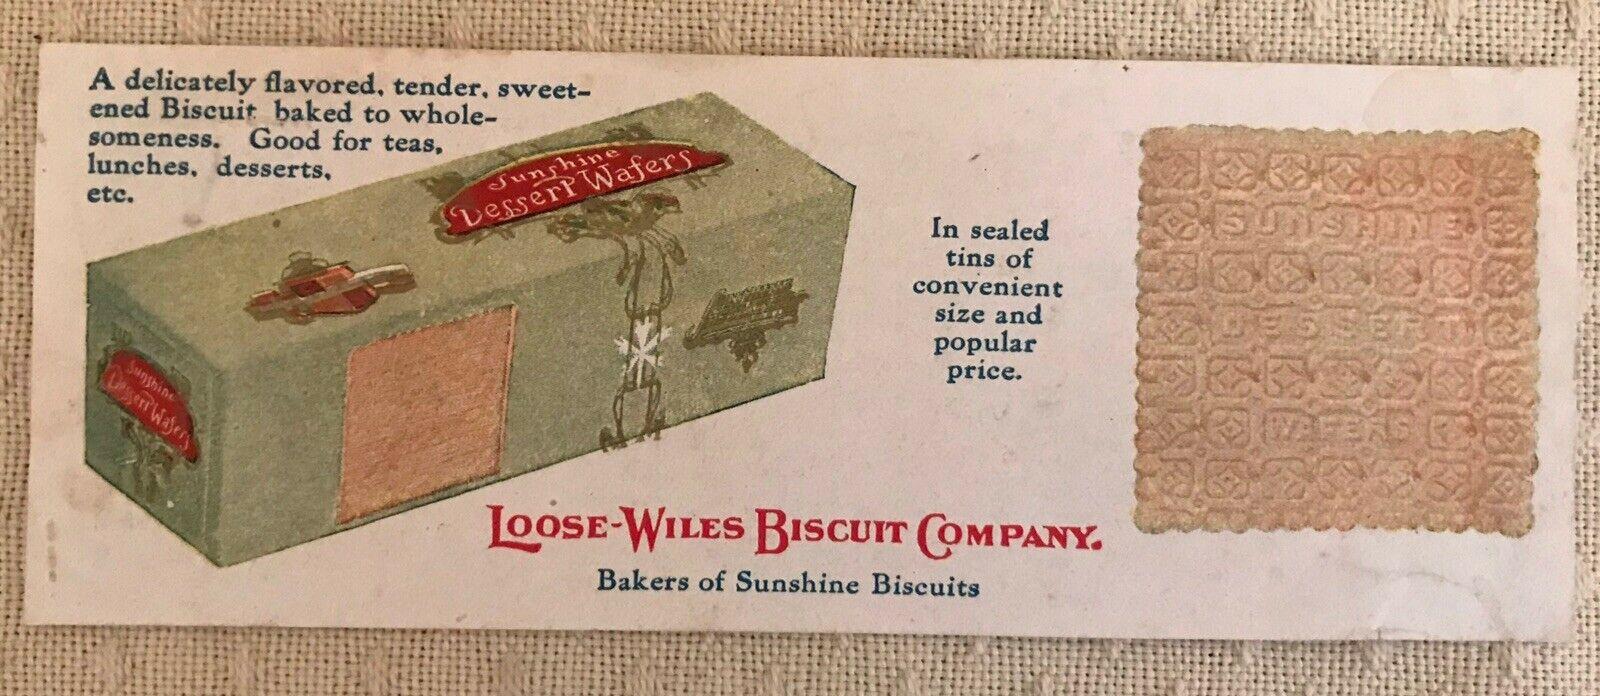 A delicately flavored, tender, sweet-
ened Biscuit baked to whole-
someness. Good for teas,
lunches, desserts,
etc.
Sunshine
Dessert Wafers
Sunshine
Dessert Wafers
In sealed
tins of
convenient
size and
popular
price.
SUNSHINE
DESSERT
WAFERS
LOOSE-WILES BISCUIT COMPANY.
Bakers of Sunshine Biscuits